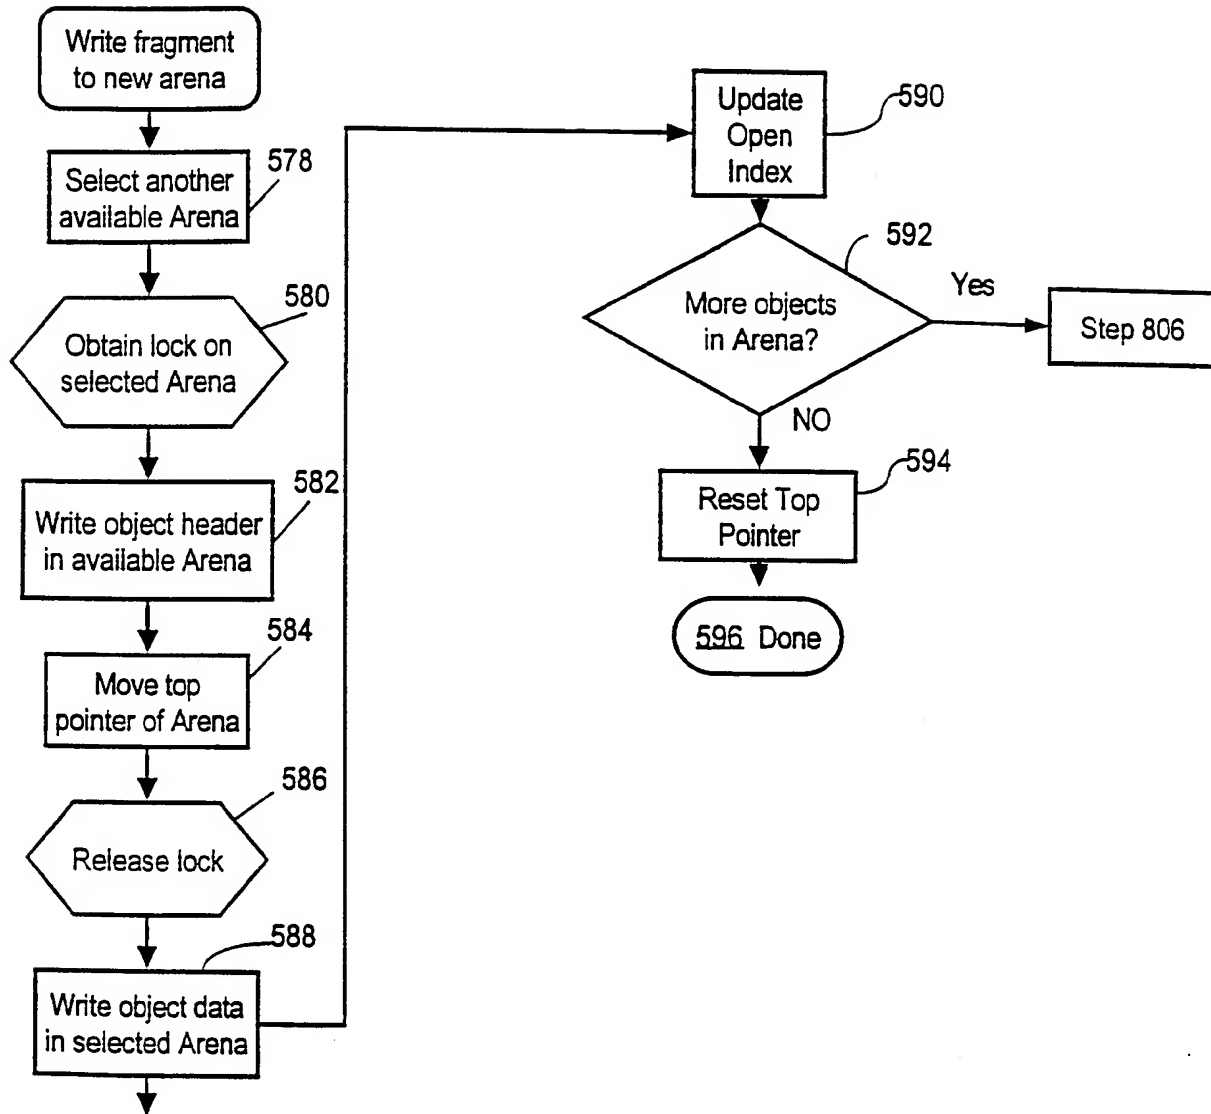 Write fragment
to new arena
578
Select another
available Arena
580
Obtain lock on
selected Arena
582
Write object header
in available Arena
584
Move top
pointer of Arena
586
Release lock
588
Write object data
in selected Arena
590
Update
Open
Index
592
More objects
in Arena?
Yes
Step 806
NO
594
Reset Top
Pointer
596 Done